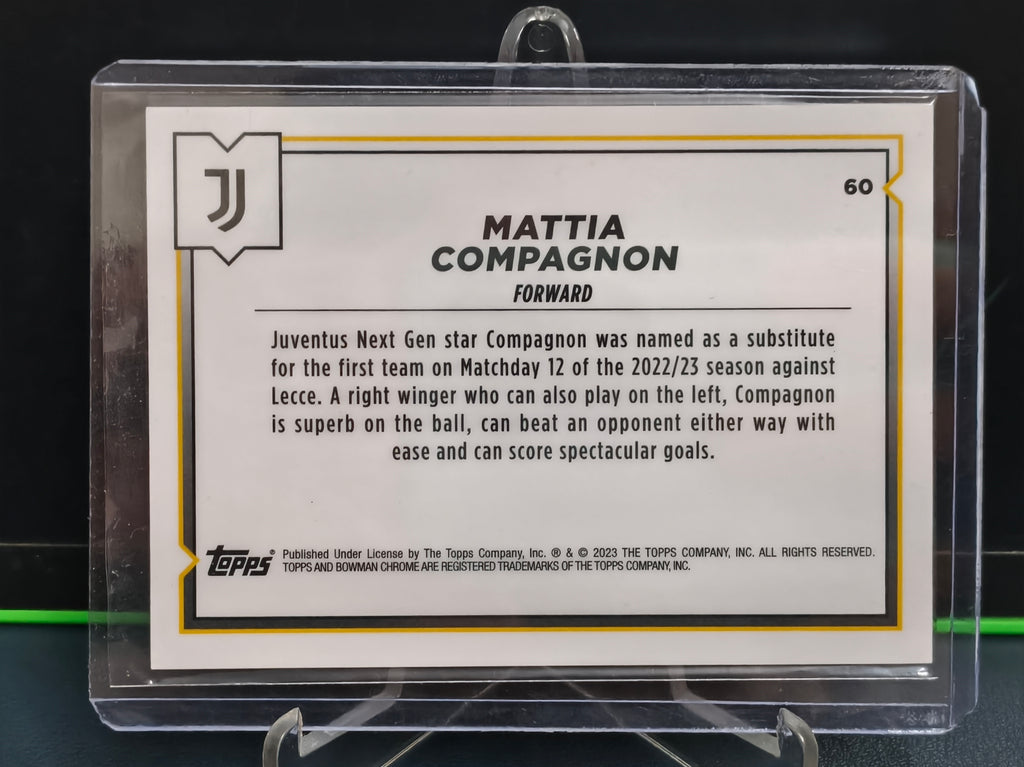 60
MATTIA
COMPAGNON
FORWARD
Juventus Next Gen star Compagnon was named as a substitute
for the first team on Matchday 12 of the 2022/23 season against
Lecce. A right winger who can also play on the left, Compagnon
is superb on the ball, can beat an opponent either way with
ease and can score spectacular goals.
Topps® Published Under License by The Topps Company, Inc. ® & © 2023 THE TOPPS COMPANY, INC. ALL RIGHTS RESERVED.
TOPPS AND BOWMAN CHROME ARE REGISTERED TRADEMARKS OF THE TOPPS COMPANY, INC.